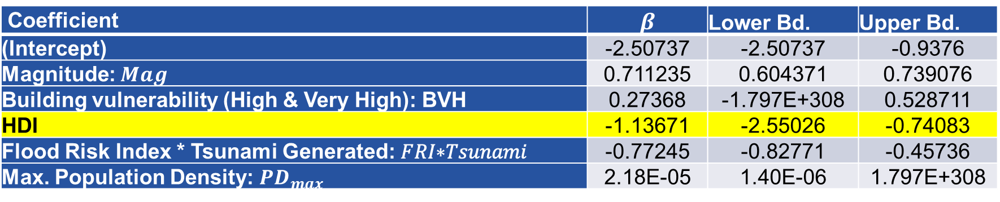 Coefficient β Lower Bd. Upper Bd.
(Intercept) -2.50737 -2.50737 -0.9376
Magnitude: Mag 0.711235 0.604371 0.739076
Building vulnerability (High & Very High): BVH 0.27368 -1.797E+308 0.528711
HDI -1.13671 -2.55026 -0.74083
Flood Risk Index * Tsunami Generated: FRI*Tsunami -0.77245 -0.82771 -0.45736
Max. Population Density: PDmax 2.18E-05 1.40E-06 1.797E+308